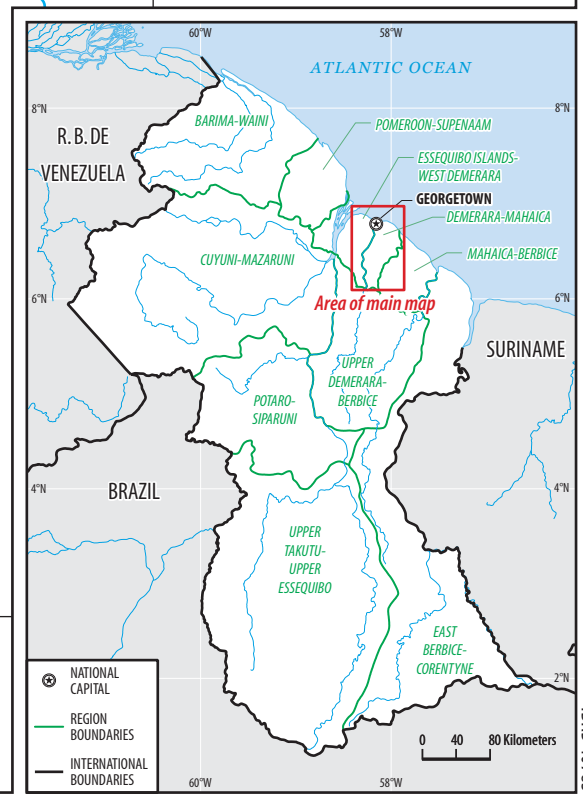 60°W
58°W
ATLANTIC OCEAN
8°N
8°N
BARIMA-WAINI
POMEROON-SUPENAAM
R.B. DE
VENEZUELA
ESSEQUIBO ISLANDS-
WEST DEMERARA
GEORGETOWN
DEMERARA-MAHAICA
MAHAICA-BERBICE
CUYUNI-MAZARUNI
6°N
6°N
Area of main map
SURINAME
UPPER
DEMERARA-
BERBICE
POTARO-
SIPARUNI
BRAZIL
4°N
4°N
UPPER
TAKUTU-
UPPER
ESSEQUIBO
EAST
BERBICE-
CORENTYNE
2°N
NATIONAL
CAPITAL
REGION
BOUNDARIES
INTERNATIONAL
BOUNDARIES
0 40 80 Kilometers
60°W
58°W